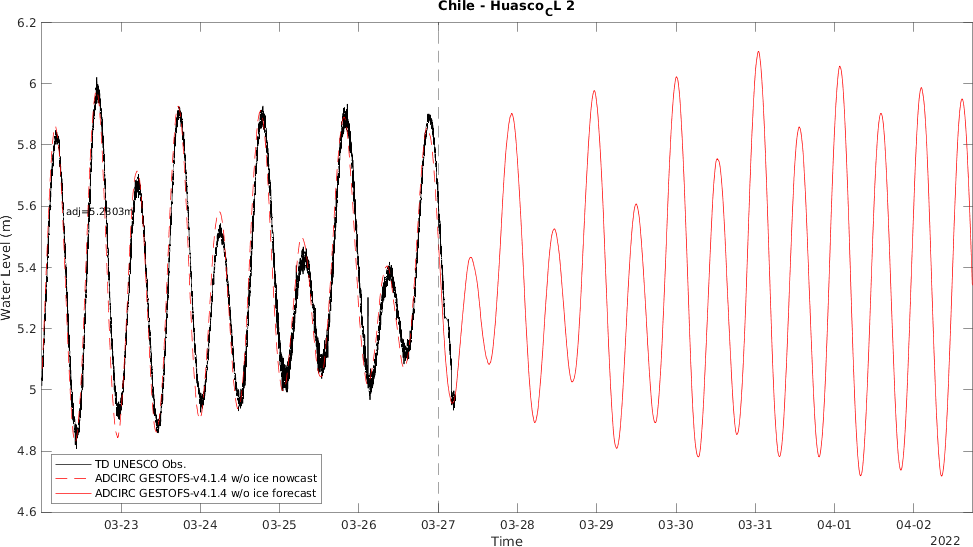 Chile - Huasco_CL 2
6.2
6
5.8
5.6
5.4
5.2
5
4.8
4.6
Water Level (m)
adj=5.2303m
TD UNESCO Obs.
ADCIRC GESTOFS-v4.1.4 w/o ice nowcast
ADCIRC GESTOFS-v4.1.4 w/o ice forecast
03-23 03-24 03-25 03-26 03-27 03-28 03-29 03-30 03-31 04-01 04-02
Time
2022